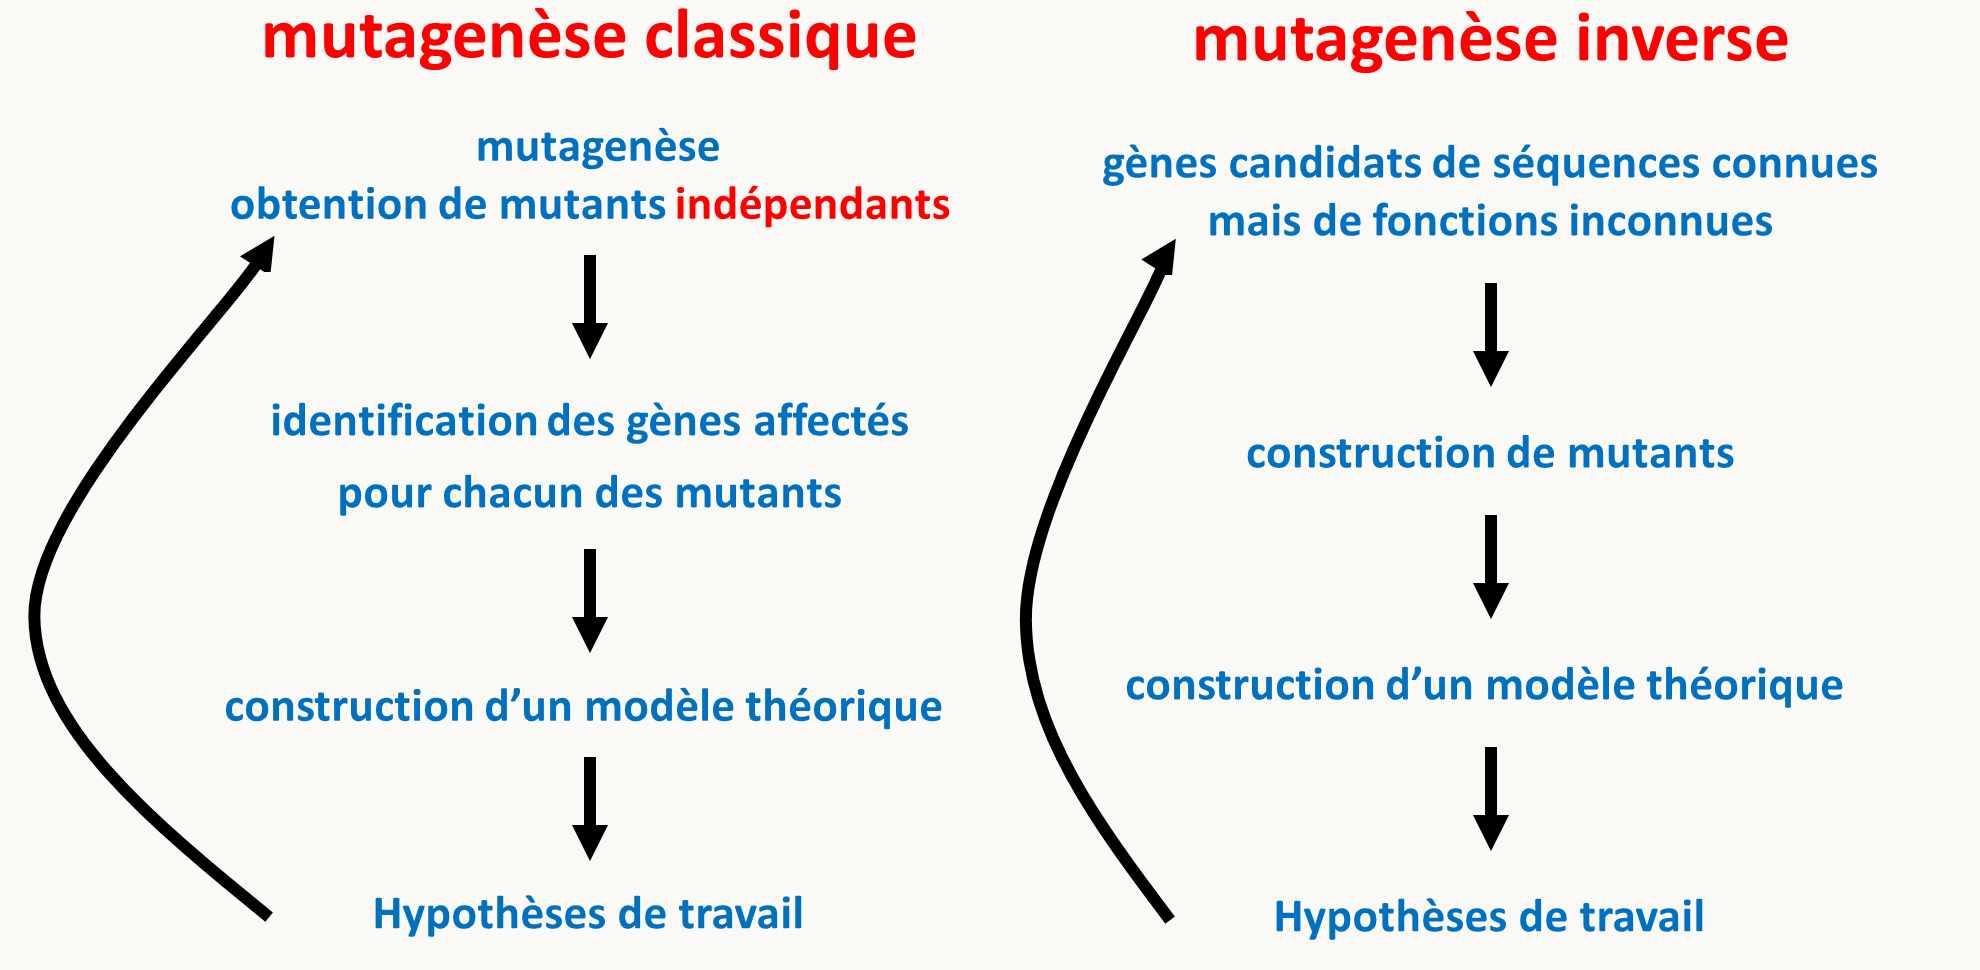 mutagenèse classique
mutagenèse
obtention de mutants indépendants
identification des gènes affectés
pour chacun des mutants
construction d’un modèle théorique
Hypothèses de travail
mutagenèse inverse
gènes candidats de séquences connues
mais de fonctions inconnues
construction de mutants
construction d’un modèle théorique
Hypothèses de travail